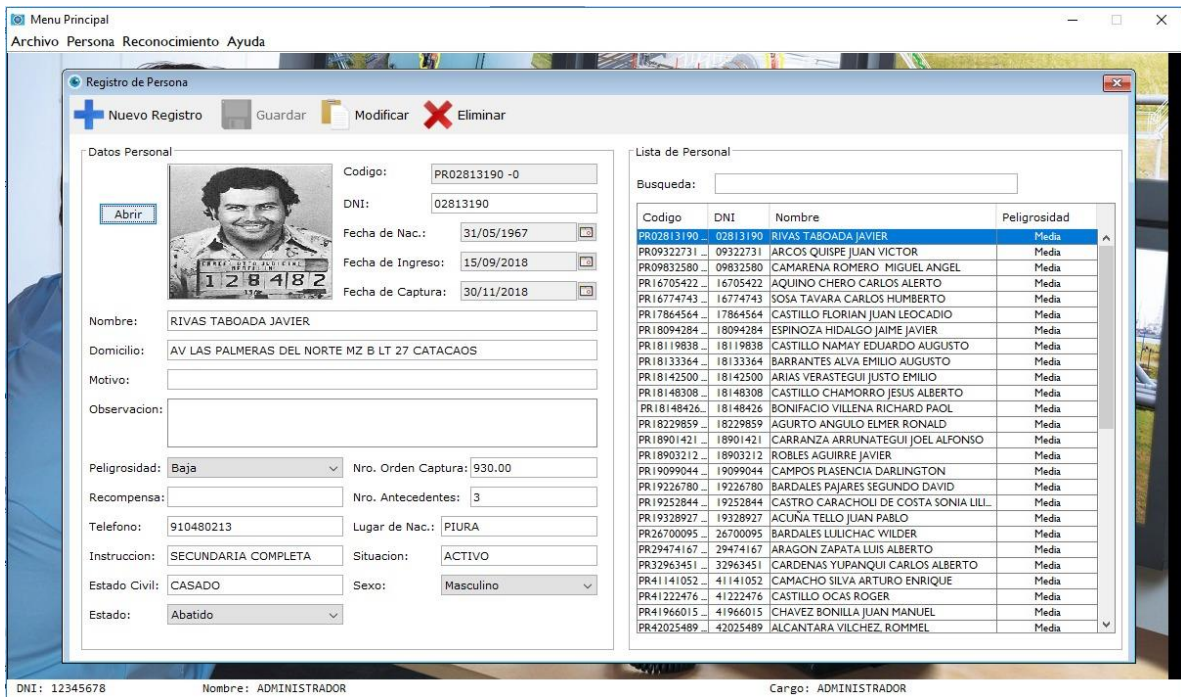 Menu Principal
Archivo Persona Reconocimiento Ayuda
Registro de Persona
Nuevo Registro Guardar Modificar Eliminar
Datos Personal
Abrir
128482
Codigo: PR02813190 -0
DNI: 02813190
Fecha de Nac.: 31/05/1967
Fecha de Ingreso: 15/09/2018
Fecha de Captura: 30/11/2018
Nombre: RIVAS TABOADA JAVIER
Domicilio: AV LAS PALMERAS DEL NORTE MZ B LT 27 CATACAOS
Motivo:
Observacion:
Peligrosidad: Baja Nro. Orden Captura: 930.00
Recompensa: Nro. Antecedentes: 3
Telefono: 910480213 Lugar de Nac.: PIURA
Instruccion: SECUNDARIA COMPLETA Situacion: ACTIVO
Estado Civil: CASADO Sexo: Masculino
Estado: Abatido
Lista de Personal
Busqueda:
Codigo DNI Nombre Peligrosidad
PR02813190 ... 02813190 RIVAS TABOADA JAVIER Media
PR09322731 ... 09322731 ARCOS QUISPE JUAN VICTOR Media
PR09832580 ... 09832580 CAMARENA ROMERO MIGUEL ANGEL Media
PR16705422 ... 16705422 AQUINO CHERO CARLOS ALERTO Media
PR16774743 ... 16774743 SOSA TAVARA CARLOS HUMBERTO Media
PR17864564 ... 17864564 CASTILLO FLORIAN JUAN LEOCADIO Media
PR18094284 ... 18094284 ESPINOZA HIDALGO JAIME JAVIER Media
PR18119838 ... 18119838 CASTILLO NAMAY EDUARDO AUGUSTO Media
PR18133364 ... 18133364 BARRANTES ALVA EMILIO AUGUSTO Media
PR18142500 ... 18142500 ARIAS VERASTEGUI JUSTO EMILIO Media
PR18148308 ... 18148308 CASTILLO CHAMORRO JESUS ALBERTO Media
PR18148426... 18148426 BONIFACIO VILLENA RICHARD PAOL Media
PR18229859 ... 18229859 AGURTO ANGULO ELMER RONALD Media
PR18901421 ... 18901421 CARRANZA ARRUNATEGUI JOEL ALFONSO Media
PR18903212 ... 18903212 ROBLES AGUIRRE JAVIER Media
PR19099044 ... 19099044 CAMPOS PLASENCIA DARLINGTON Media
PR19226780 ... 19226780 BARDALES PAJARES SEGUNDO DAVID Media
PR19252844 ... 19252844 CASTRO CARACHOLI DE COSTA SONIA LILI... Media
PR19328927 ... 19328927 ACUÑA TELLO JUAN PABLO Media
PR26700095 ... 26700095 BARDALES LULICHAC WILDER Media
PR29474167 ... 29474167 ARAGON ZAPATA LUIS ALBERTO Media
PR32963451 ... 32963451 CARDENAS YUPANQUI CARLOS ALBERTO Media
PR41141052 ... 41141052 CAMACHO SILVA ARTURO ENRIQUE Media
PR41222476 ... 41222476 CASTILLO OCAS ROGER Media
PR41966015 ... 41966015 CHAVEZ BONILLA JUAN MANUEL Media
PR42025489 ... 42025489 ALCANTARA VILCHEZ, ROMMEL Media
DNI: 12345678 Nombre: ADMINISTRADOR Cargo: ADMINISTRADOR